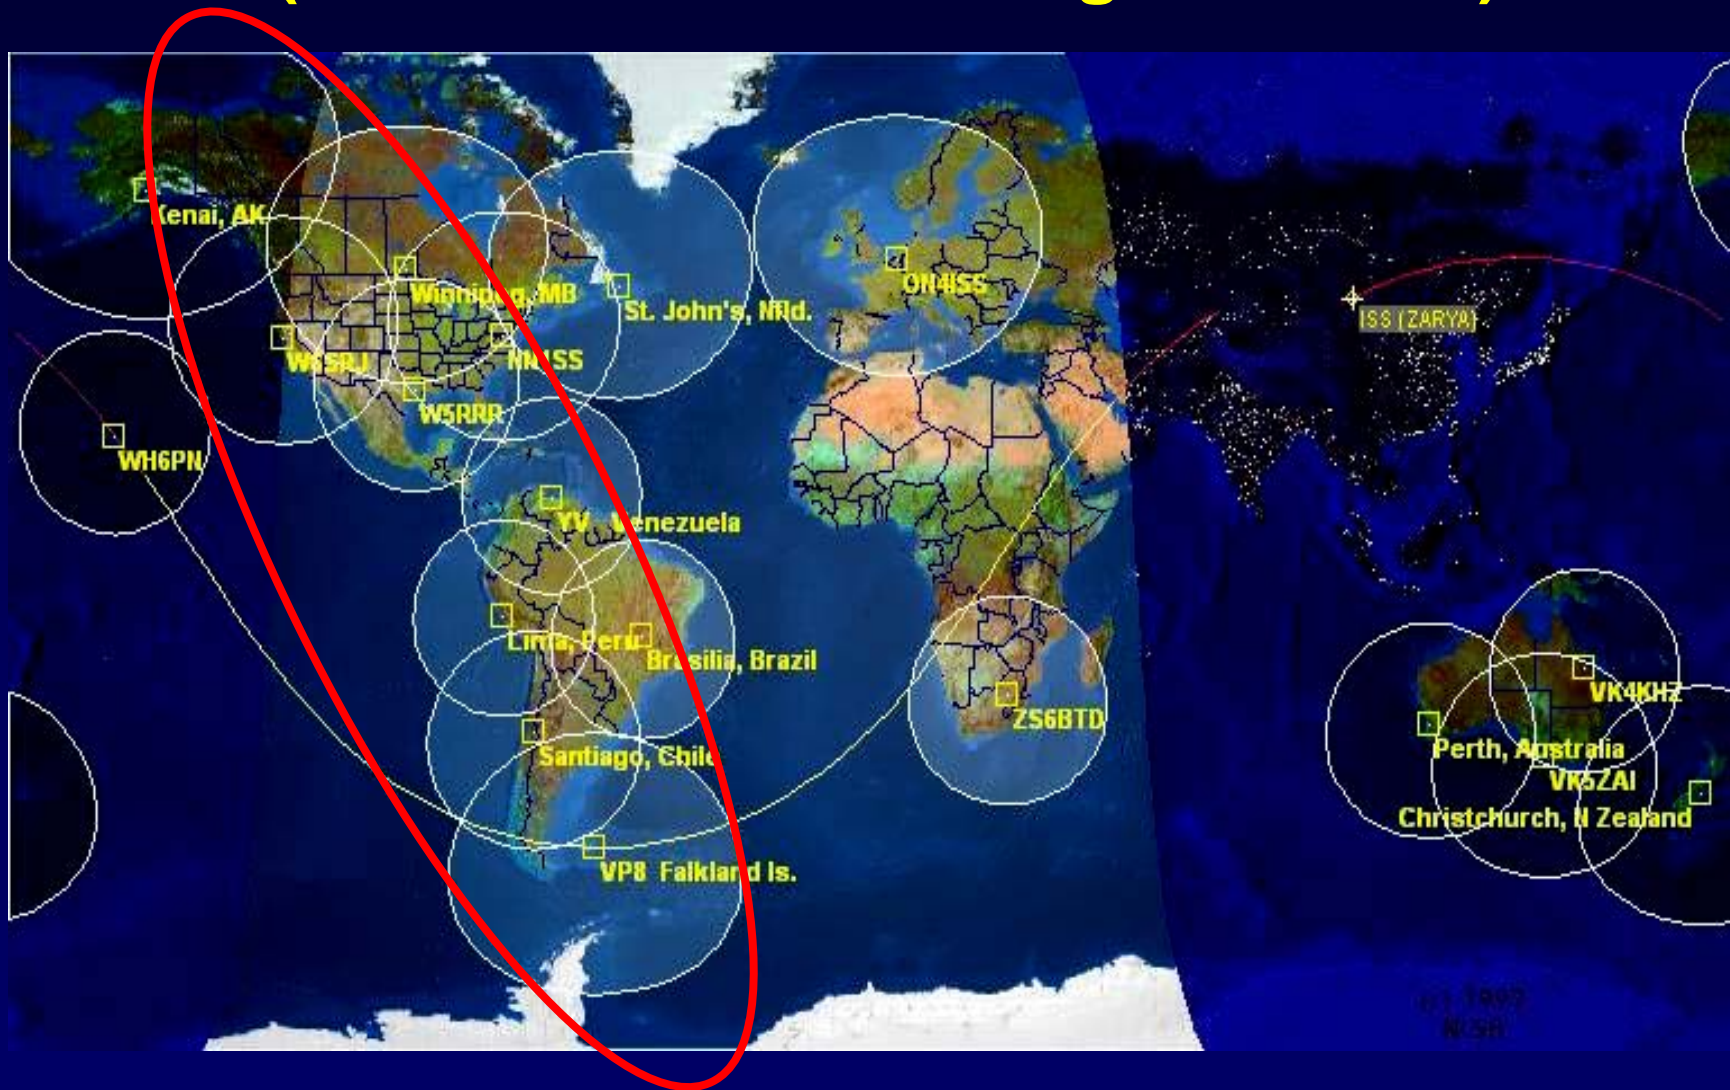 Kenai, AK
Winnipeg, MB
St. John's, Nfld.
ON4ISS
ISS (ZARYA)
W6SRJ
NN1SS
W5RRR
WH6PN
YV Venezuela
Lima, Peru
Brasilia, Brazil
VK4KHZ
ZS6BTD
Perth, Australia
Santiago, Chile
VK5ZAI
Christchurch, N Zealand
VP8 Falkland Is.